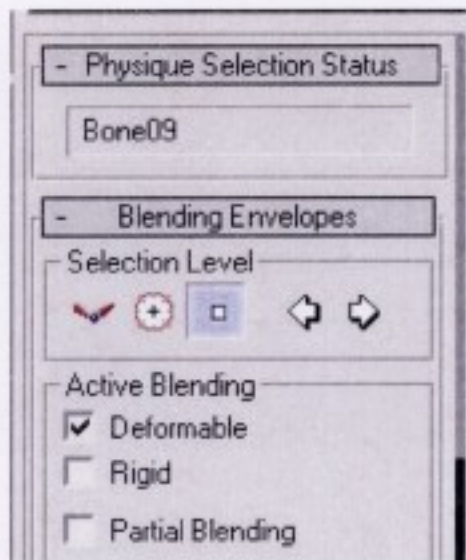 - Physique Selection Status
Bone09
- Blending Envelopes
Selection Level
Active Blending
Deformable
Rigid
Partial Blending